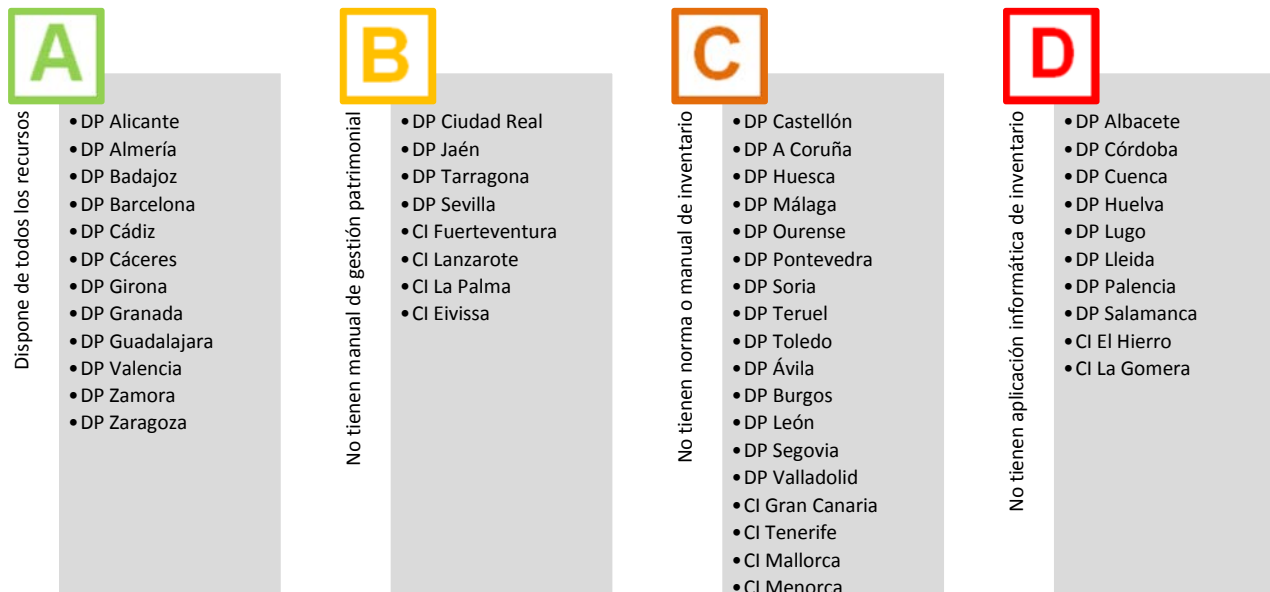 A
Dispone de todos los recursos
• DP Alicante
• DP Almería
• DP Badajoz
• DP Barcelona
• DP Cádiz
• DP Cáceres
• DP Girona
• DP Granada
• DP Guadalajara
• DP Valencia
• DP Zamora
• DP Zaragoza
B
No tienen manual de gestión patrimonial
• DP Ciudad Real
• DP Jaén
• DP Tarragona
• DP Sevilla
• CI Fuerteventura
• CI Lanzarote
• CI La Palma
• CI Eivissa
C
No tienen norma o manual de inventario
• DP Castellón
• DP A Coruña
• DP Huesca
• DP Málaga
• DP Ourense
• DP Pontevedra
• DP Soria
• DP Teruel
• DP Toledo
• DP Ávila
• DP Burgos
• DP León
• DP Segovia
• DP Valladolid
• CI Gran Canaria
• CI Tenerife
• CI Mallorca
• CI Menorca
D
No tienen aplicación informática de inventario
• DP Albacete
• DP Córdoba
• DP Cuenca
• DP Huelva
• DP Lugo
• DP Lleida
• DP Palencia
• DP Salamanca
• CI El Hierro
• CI La Gomera